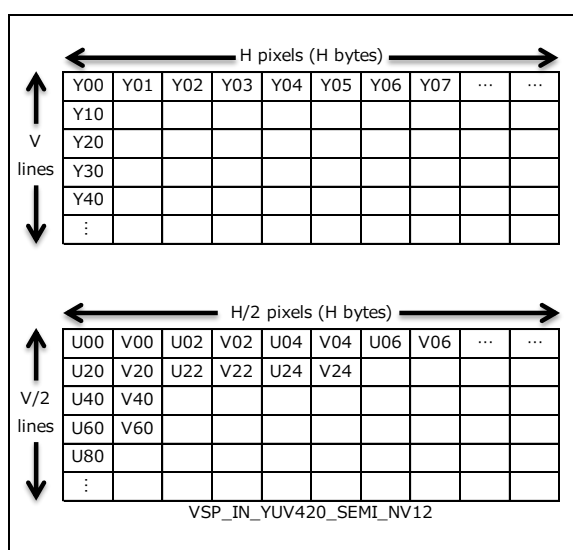 H pixels (H bytes)
Y00 Y01 Y02 Y03 Y04 Y05 Y06 Y07 … …
Y10
V
Y20
lines
Y30
Y40
⋮
H/2 pixels (H bytes)
U00 V00 U02 V02 U04 V04 U06 V06 … …
U20 V20 U22 V22 U24 V24
V/2
U40 V40
lines
U60 V60
U80
⋮
VSP_IN_YUV420_SEMI_NV12